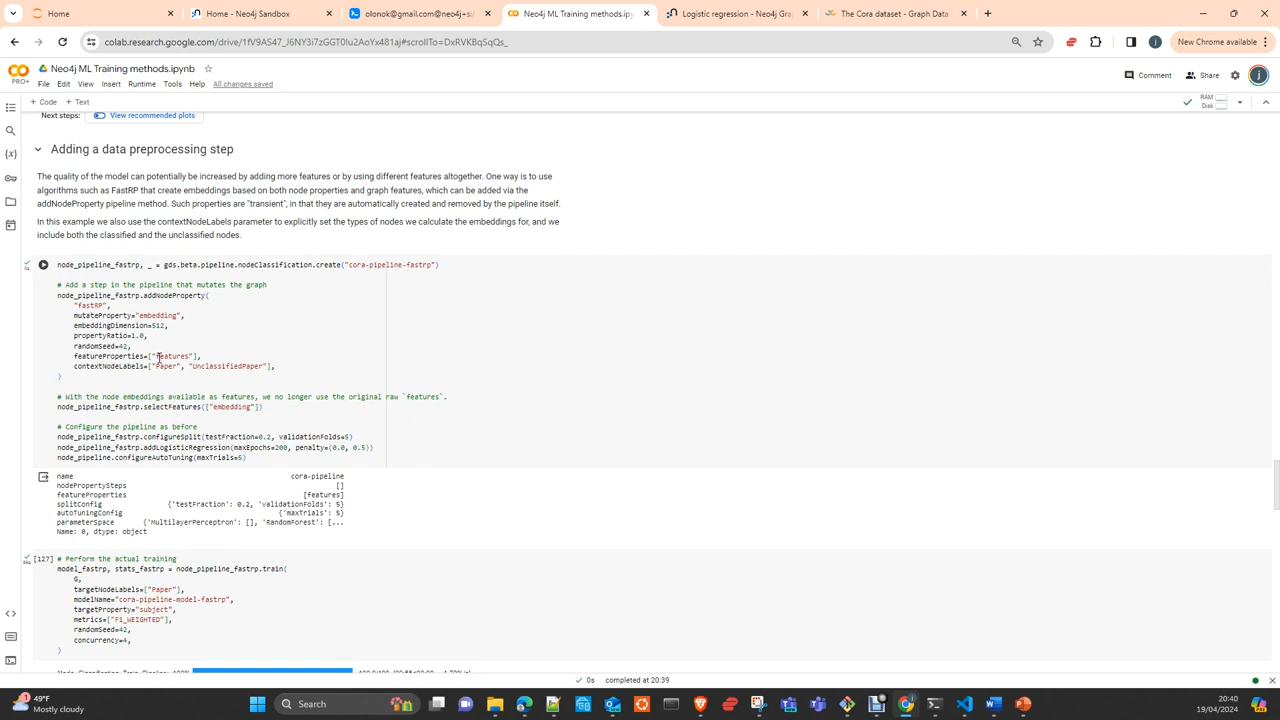 Home
Home - Neo4j Sandbox
olonok@gmail.com@neo4j+s:/
Neo4j ML Training methods.ipynb
Logistic regression - Neo4j Gra
The Cora dataset - Graph Data
colab.research.google.com/drive/
New Chrome available
PRO+
Neo4j ML Training methods.ipynb
File Edit View Insert Runtime Tools Help All changes saved
Comment Share
+ Code + Text
RAM
Disk
Next steps: View recommended plots
Adding a data preprocessing step
The quality of the model can potentially be increased by adding more features or by using different features altogether. One way is to use
algorithms such as FastRP that create embeddings based on both node properties and graph features, which can be added via the
addNodeProperty pipeline method. Such properties are "transient", in that they are automatically created and removed by the pipeline itself.
In this example we also use the contextNodeLabels parameter to explicitly set the types of nodes we calculate the embeddings for, and we
include both the classified and the unclassified nodes.
node_pipeline_fastrp, _ = gds.beta.pipeline.nodeClassification.create("cora-pipeline-fastrp")
# Add a step in the pipeline that mutates the graph
node_pipeline_fastrp.addNodeProperty(
"fastRP",
mutateProperty="embedding",
embeddingDimension=512,
propertyRatio=1.0,
randomSeed=42,
featureProperties=["features"],
contextNodeLabels=["Paper", "UnclassifiedPaper"],
)
# With the node embeddings available as features, we no longer use the original raw `features`.
node_pipeline_fastrp.selectFeatures(["embedding"])
# Configure the pipeline as before
node_pipeline_fastrp.configureSplit(testFraction=0.2, validationFolds=5)
node_pipeline_fastrp.addLogisticRegression(maxEpochs=200, penalty=(0.0, 0.5))
node_pipeline.configureAutoTuning(maxTrials=5)
name cora-pipeline
nodePropertySteps []
featureProperties [features]
splitConfig {'testFraction': 0.2, 'validationFolds': 5}
autoTuningConfig {'maxTrials': 5}
parameterSpace {'MultilayerPerceptron': [], 'RandomForest': [...
Name: 0, dtype: object
[127] # Perform the actual training
model_fastrp, stats_fastrp = node_pipeline_fastrp.train(
G,
targetNodeLabels=["Paper"],
modelName="cora-pipeline-model-fastrp",
targetProperty="subject",
metrics=["F1_WEIGHTED"],
randomSeed=42,
concurrency=4,
)
0s completed at 20:39
49°F
Mostly cloudy
Search
20:40
19/04/2024